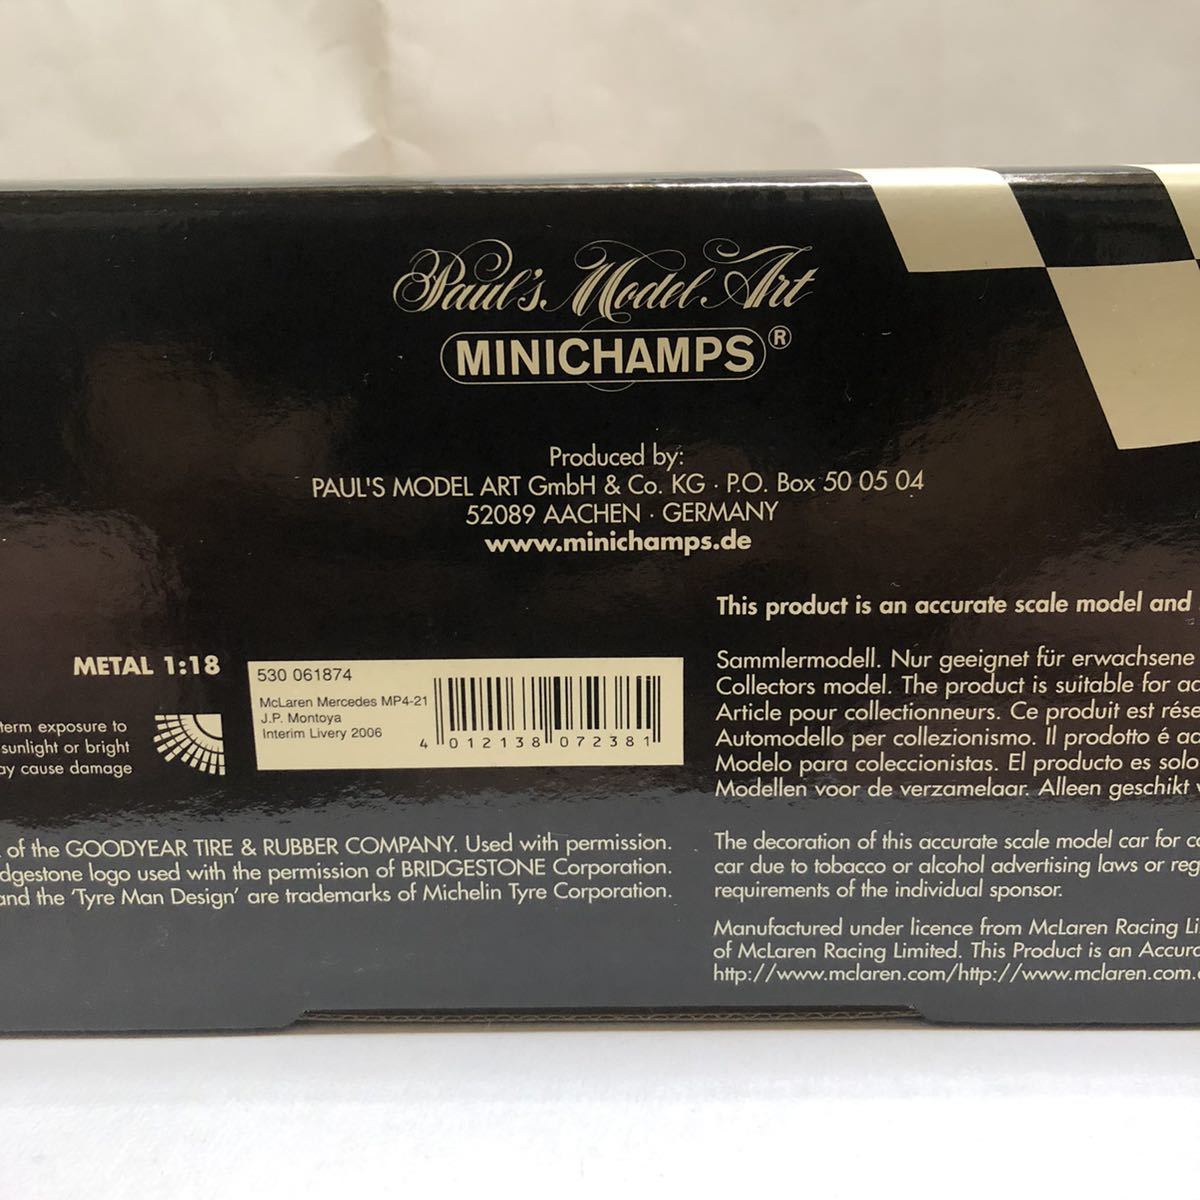 Paul's Model Art
MINICHAMPS®
Produced by:
PAUL'S MODEL ART GmbH & Co. KG · P.O. Box 50 05 04
52089 AACHEN · GERMANY
www.minichamps.de
This product is an accurate scale model and
METAL 1:18
530 061874
McLaren Mercedes MP4-21
J.P. Montoya
Interim Livery 2006
4 012138 072381
term exposure to
sunlight or bright
ay cause damage
Sammlermodell. Nur geeignet für erwachsene
Collectors model. The product is suitable for
Article pour collectionneurs. Ce produit est
Automodello per collezionismo. Il prodotto é
Modelo para coleccionistas. El producto es solo
Modellen voor de verzamelaar. Alleen geschikt
of the GOODYEAR TIRE & RUBBER COMPANY. Used with permission.
dgestone logo used with the permission of BRIDGESTONE Corporation.
and the 'Tyre Man Design' are trademarks of Michelin Tyre Corporation.
The decoration of this accurate scale model car for
car due to tobacco or alcohol advertising laws or
requirements of the individual sponsor.
Manufactured under licence from McLaren Racing
of McLaren Racing Limited. This Product is an
http://www.mclaren.com/http://www.mclaren.com.